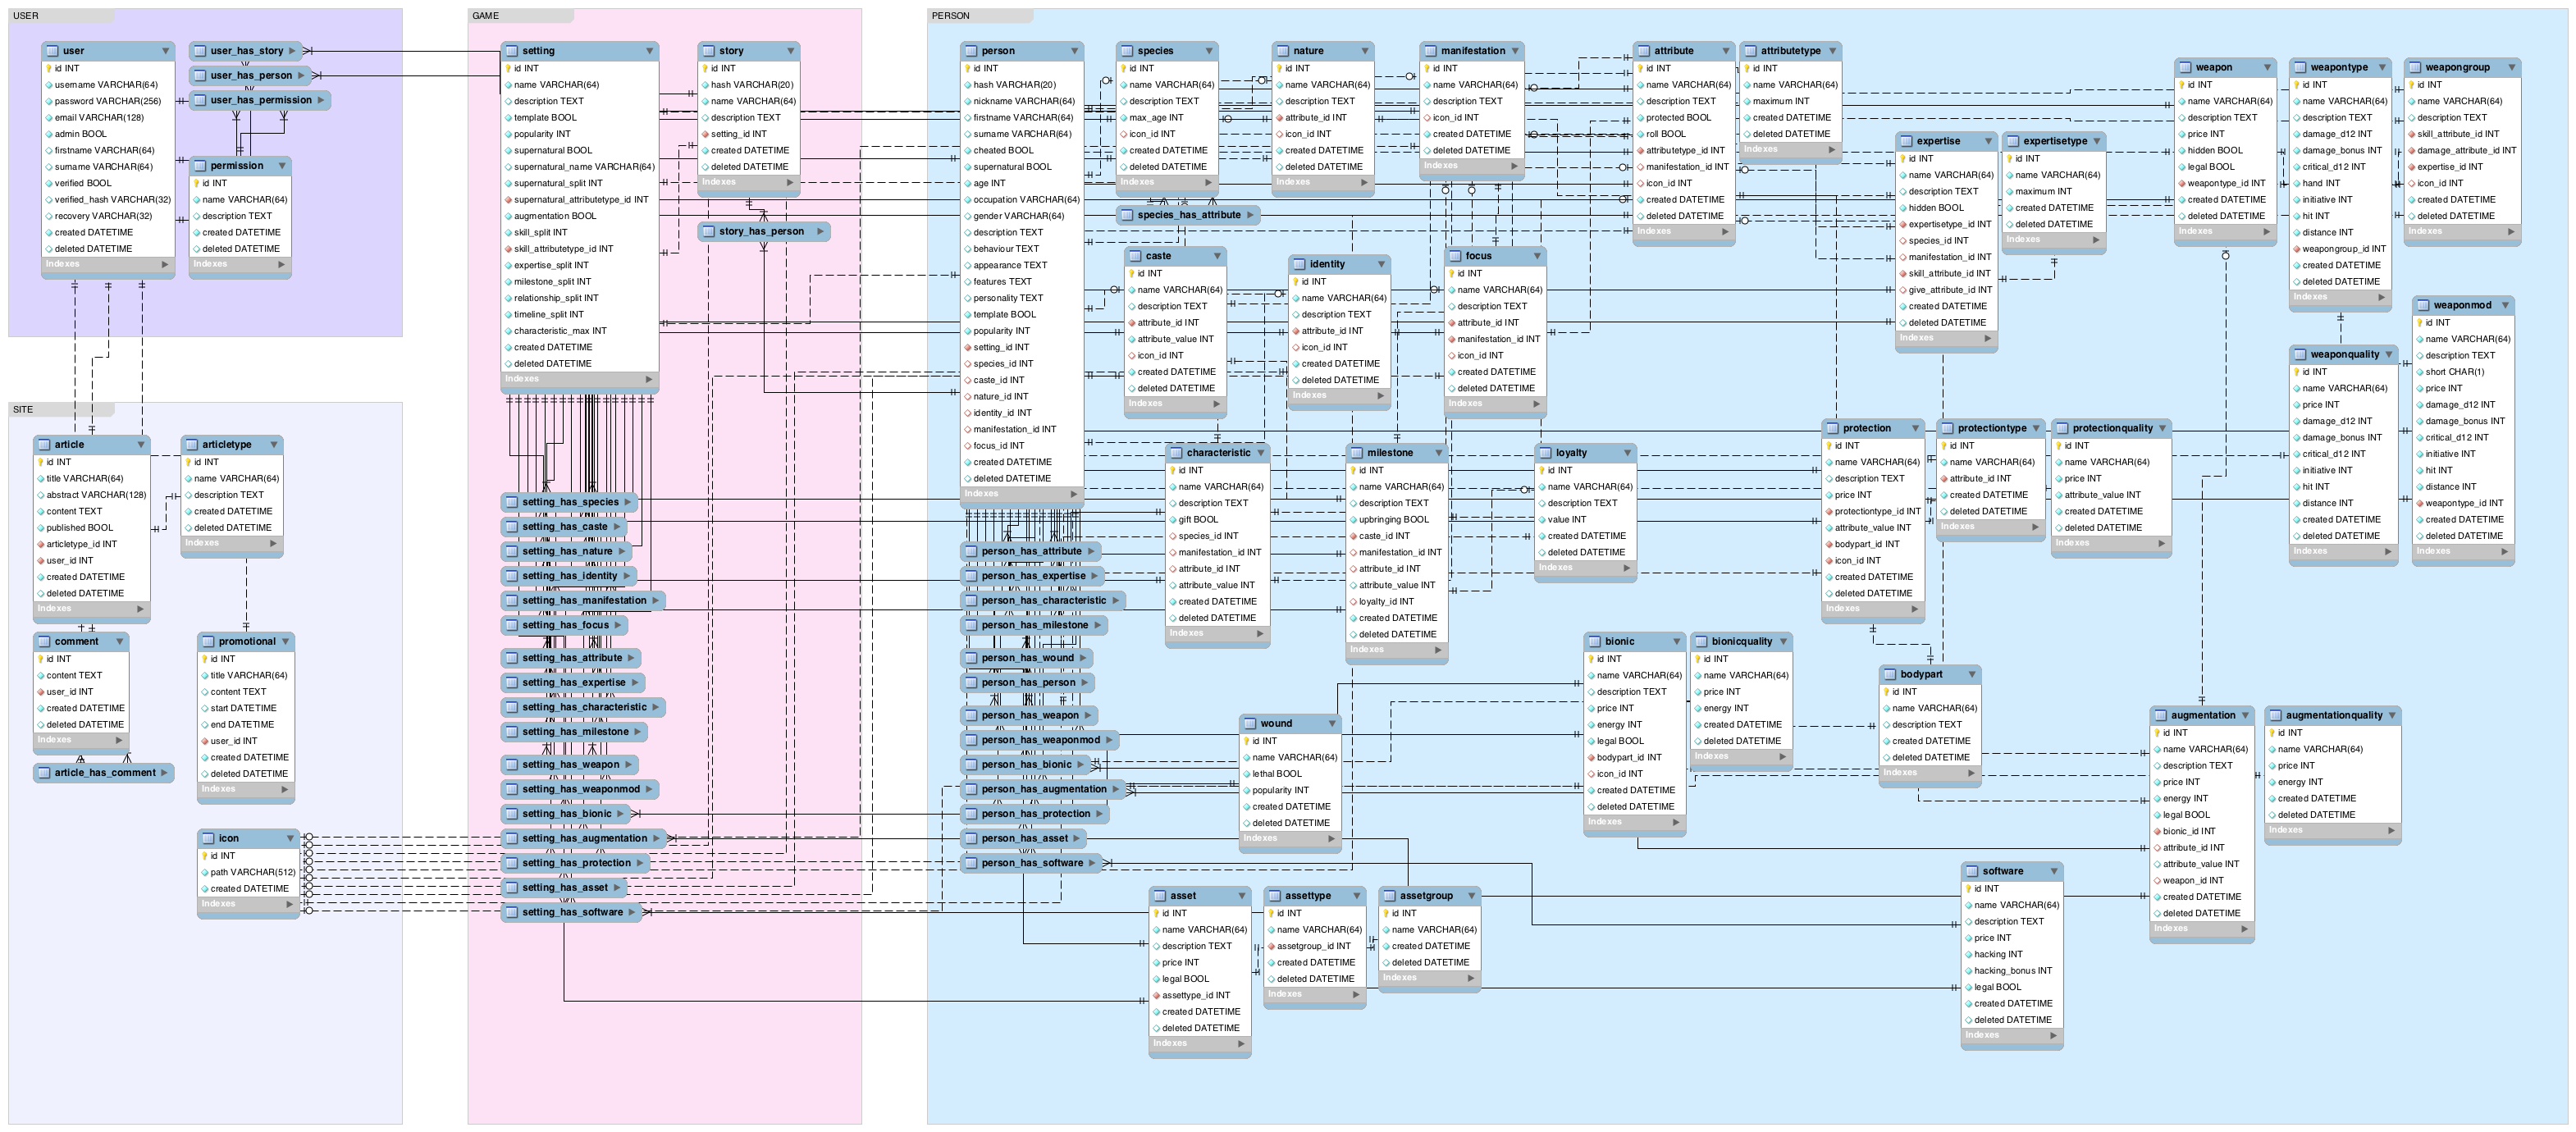 USER
user
id INT
username VARCHAR(64)
password VARCHAR(256)
email VARCHAR(128)
admin BOOL
firstname VARCHAR(64)
surname VARCHAR(64)
verified BOOL
verified_hash VARCHAR(32)
recovery VARCHAR(32)
created DATETIME
deleted DATETIME
Indexes
user_has_story
user_has_person
user_has_permission
permission
id INT
name VARCHAR(64)
description TEXT
created DATETIME
deleted DATETIME
Indexes
SITE
article
id INT
title VARCHAR(64)
abstract VARCHAR(128)
content TEXT
published BOOL
articletype_id INT
user_id INT
created DATETIME
deleted DATETIME
Indexes
articletype
id INT
name VARCHAR(64)
description TEXT
created DATETIME
deleted DATETIME
Indexes
comment
id INT
content TEXT
user_id INT
created DATETIME
deleted DATETIME
Indexes
article_has_comment
promotional
id INT
title VARCHAR(64)
content TEXT
start DATETIME
end DATETIME
user_id INT
created DATETIME
deleted DATETIME
Indexes
icon
id INT
path VARCHAR(512)
created DATETIME
Indexes
GAME
setting
id INT
name VARCHAR(64)
description TEXT
template BOOL
popularity INT
supernatural BOOL
supernatural_name VARCHAR(64)
supernatural_split INT
supernatural_attributetype_id INT
augmentation BOOL
skill_split INT
skill_attributetype_id INT
expertise_split INT
milestone_split INT
relationship_split INT
timeline_split INT
characteristic_max INT
created DATETIME
deleted DATETIME
Indexes
story
id INT
hash VARCHAR(20)
name VARCHAR(64)
description TEXT
setting_id INT
created DATETIME
deleted DATETIME
Indexes
story_has_person
setting_has_species
setting_has_caste
setting_has_nature
setting_has_identity
setting_has_manifestation
setting_has_focus
setting_has_attribute
setting_has_expertise
setting_has_characteristic
setting_has_milestone
setting_has_weapon
setting_has_weaponmod
setting_has_bionic
setting_has_augmentation
setting_has_protection
setting_has_asset
setting_has_software
PERSON
person
id INT
hash VARCHAR(20)
nickname VARCHAR(64)
firstname VARCHAR(64)
surname VARCHAR(64)
cheated BOOL
supernatural BOOL
age INT
occupation VARCHAR(64)
gender VARCHAR(64)
description TEXT
behaviour TEXT
appearance TEXT
features TEXT
personality TEXT
template BOOL
popularity INT
setting_id INT
species_id INT
caste_id INT
nature_id INT
identity_id INT
manifestation_id INT
focus_id INT
created DATETIME
deleted DATETIME
Indexes
person_has_attribute
person_has_expertise
person_has_characteristic
person_has_milestone
person_has_wound
person_has_person
person_has_weapon
person_has_weaponmod
person_has_bionic
person_has_augmentation
person_has_protection
person_has_asset
person_has_software
species
id INT
name VARCHAR(64)
description TEXT
max_age INT
icon_id INT
created DATETIME
deleted DATETIME
Indexes
species_has_attribute
nature
id INT
name VARCHAR(64)
description TEXT
attribute_id INT
icon_id INT
created DATETIME
deleted DATETIME
Indexes
manifestation
id INT
name VARCHAR(64)
description TEXT
icon_id INT
created DATETIME
deleted DATETIME
Indexes
attribute
id INT
name VARCHAR(64)
description TEXT
protected BOOL
roll BOOL
attributetype_id INT
manifestation_id INT
icon_id INT
created DATETIME
deleted DATETIME
Indexes
attributetype
id INT
name VARCHAR(64)
maximum INT
created DATETIME
deleted DATETIME
Indexes
expertise
id INT
name VARCHAR(64)
description TEXT
hidden BOOL
expertisetype_id INT
species_id INT
manifestation_id INT
skill_attribute_id INT
give_attribute_id INT
created DATETIME
deleted DATETIME
Indexes
expertisetype
id INT
name VARCHAR(64)
maximum INT
created DATETIME
deleted DATETIME
Indexes
weapon
id INT
name VARCHAR(64)
description TEXT
price INT
hidden BOOL
legal BOOL
weapontype_id INT
created DATETIME
deleted DATETIME
Indexes
weapontype
id INT
name VARCHAR(64)
description TEXT
damage_d12 INT
damage_bonus INT
critical_d12 INT
hand INT
initiative INT
hit INT
distance INT
weapongroup_id INT
created DATETIME
deleted DATETIME
Indexes
weapongroup
id INT
name VARCHAR(64)
description TEXT
skill_attribute_id INT
damage_attribute_id INT
expertise_id INT
icon_id INT
created DATETIME
deleted DATETIME
Indexes
caste
id INT
name VARCHAR(64)
description TEXT
attribute_id INT
attribute_value INT
icon_id INT
created DATETIME
deleted DATETIME
Indexes
identity
id INT
name VARCHAR(64)
description TEXT
attribute_id INT
icon_id INT
created DATETIME
deleted DATETIME
Indexes
focus
id INT
name VARCHAR(64)
description TEXT
attribute_id INT
manifestation_id INT
icon_id INT
created DATETIME
deleted DATETIME
Indexes
weaponmod
id INT
name VARCHAR(64)
description TEXT
short CHAR(1)
price INT
damage_d12 INT
damage_bonus INT
critical_d12 INT
initiative INT
hit INT
distance INT
weapontype_id INT
created DATETIME
deleted DATETIME
Indexes
weaponquality
id INT
name VARCHAR(64)
price INT
damage_d12 INT
damage_bonus INT
critical_d12 INT
initiative INT
hit INT
distance INT
created DATETIME
deleted DATETIME
Indexes
characteristic
id INT
name VARCHAR(64)
description TEXT
gift BOOL
species_id INT
manifestation_id INT
attribute_id INT
attribute_value INT
created DATETIME
deleted DATETIME
Indexes
milestone
id INT
name VARCHAR(64)
description TEXT
upbringing BOOL
caste_id INT
manifestation_id INT
attribute_id INT
attribute_value INT
loyalty_id INT
created DATETIME
deleted DATETIME
Indexes
loyalty
id INT
name VARCHAR(64)
description TEXT
value INT
created DATETIME
deleted DATETIME
Indexes
protection
id INT
name VARCHAR(64)
description TEXT
price INT
protectiontype_id INT
attribute_value INT
bodypart_id INT
icon_id INT
created DATETIME
deleted DATETIME
Indexes
protectiontype
id INT
name VARCHAR(64)
attribute_id INT
created DATETIME
deleted DATETIME
Indexes
protectionquality
id INT
name VARCHAR(64)
price INT
attribute_value INT
created DATETIME
deleted DATETIME
Indexes
wound
id INT
name VARCHAR(64)
lethal BOOL
popularity INT
created DATETIME
deleted DATETIME
Indexes
bionic
id INT
name VARCHAR(64)
description TEXT
price INT
energy INT
legal BOOL
bodypart_id INT
icon_id INT
created DATETIME
deleted DATETIME
Indexes
bionicquality
id INT
name VARCHAR(64)
price INT
energy INT
created DATETIME
deleted DATETIME
Indexes
bodypart
id INT
name VARCHAR(64)
description TEXT
created DATETIME
deleted DATETIME
Indexes
augmentation
id INT
name VARCHAR(64)
description TEXT
price INT
energy INT
legal BOOL
bionic_id INT
attribute_id INT
attribute_value INT
weapon_id INT
created DATETIME
deleted DATETIME
Indexes
augmentationquality
id INT
name VARCHAR(64)
price INT
energy INT
created DATETIME
deleted DATETIME
Indexes
asset
id INT
name VARCHAR(64)
description TEXT
price INT
legal BOOL
assettype_id INT
created DATETIME
deleted DATETIME
Indexes
assettype
id INT
name VARCHAR(64)
assetgroup_id INT
created DATETIME
deleted DATETIME
Indexes
assetgroup
id INT
name VARCHAR(64)
created DATETIME
deleted DATETIME
Indexes
software
id INT
name VARCHAR(64)
description TEXT
price INT
hacking INT
hacking_bonus INT
legal BOOL
created DATETIME
deleted DATETIME
Indexes